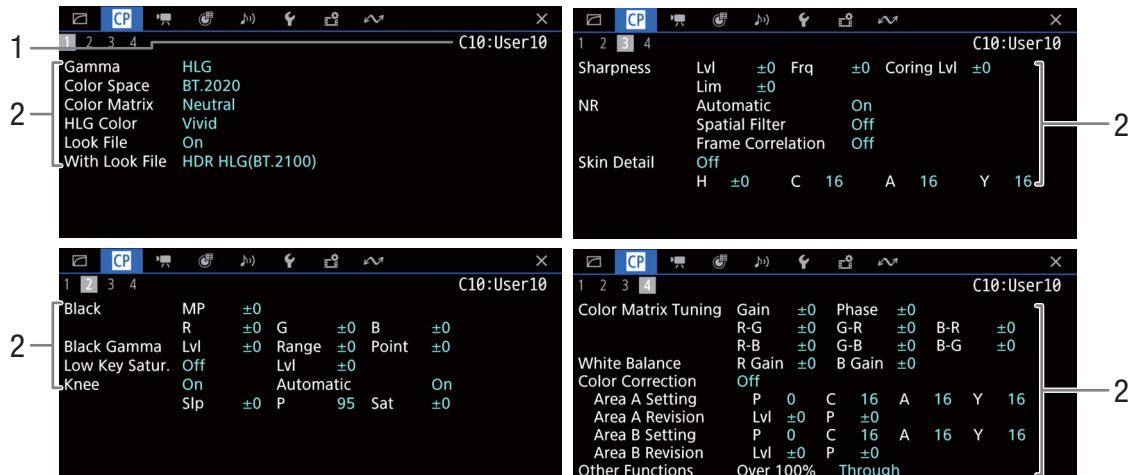 CP
1 2 3 4 C10:User10
Gamma HLG
Color Space BT.2020
Color Matrix Neutral
HLG Color Vivid
Look File On
With Look File HDR HLG(BT.2100)
1
2
CP
1 2 3 4 C10:User10
Sharpness Lvl ±0 Frq ±0 Coring Lvl ±0
Lim ±0
NR Automatic On
Spatial Filter Off
Frame Correlation Off
Skin Detail Off
H ±0 C 16 A 16 Y 16
2
CP
1 2 3 4 C10:User10
Black MP ±0
R ±0 G ±0 B ±0
Black Gamma Lvl ±0 Range ±0 Point ±0
Low Key Satur. Off Lvl ±0
Knee On Automatic On
Slp ±0 P 95 Sat ±0
2
CP
1 2 3 4 C10:User10
Color Matrix Tuning Gain ±0 Phase ±0
R-G ±0 G-R ±0 B-R ±0
R-B ±0 G-B ±0 B-G ±0
White Balance R Gain ±0 B Gain ±0
Color Correction Off
Area A Setting P 0 C 16 A 16 Y 16
Area A Revision Lvl ±0 P ±0
Area B Setting P 0 C 16 A 16 Y 16
Area B Revision Lvl ±0 P ±0
Other Functions Over 100% Through
2